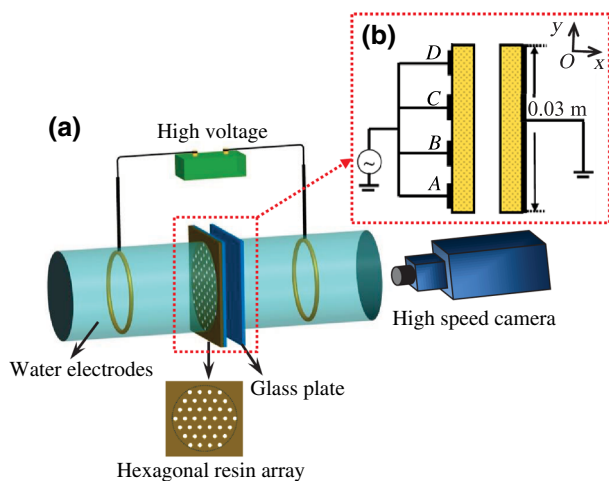 (a)
High voltage
Water electrodes
Glass plate
Hexagonal resin array
High speed camera
(b)
y
O
x
D
C
B
A
~
0.03 m